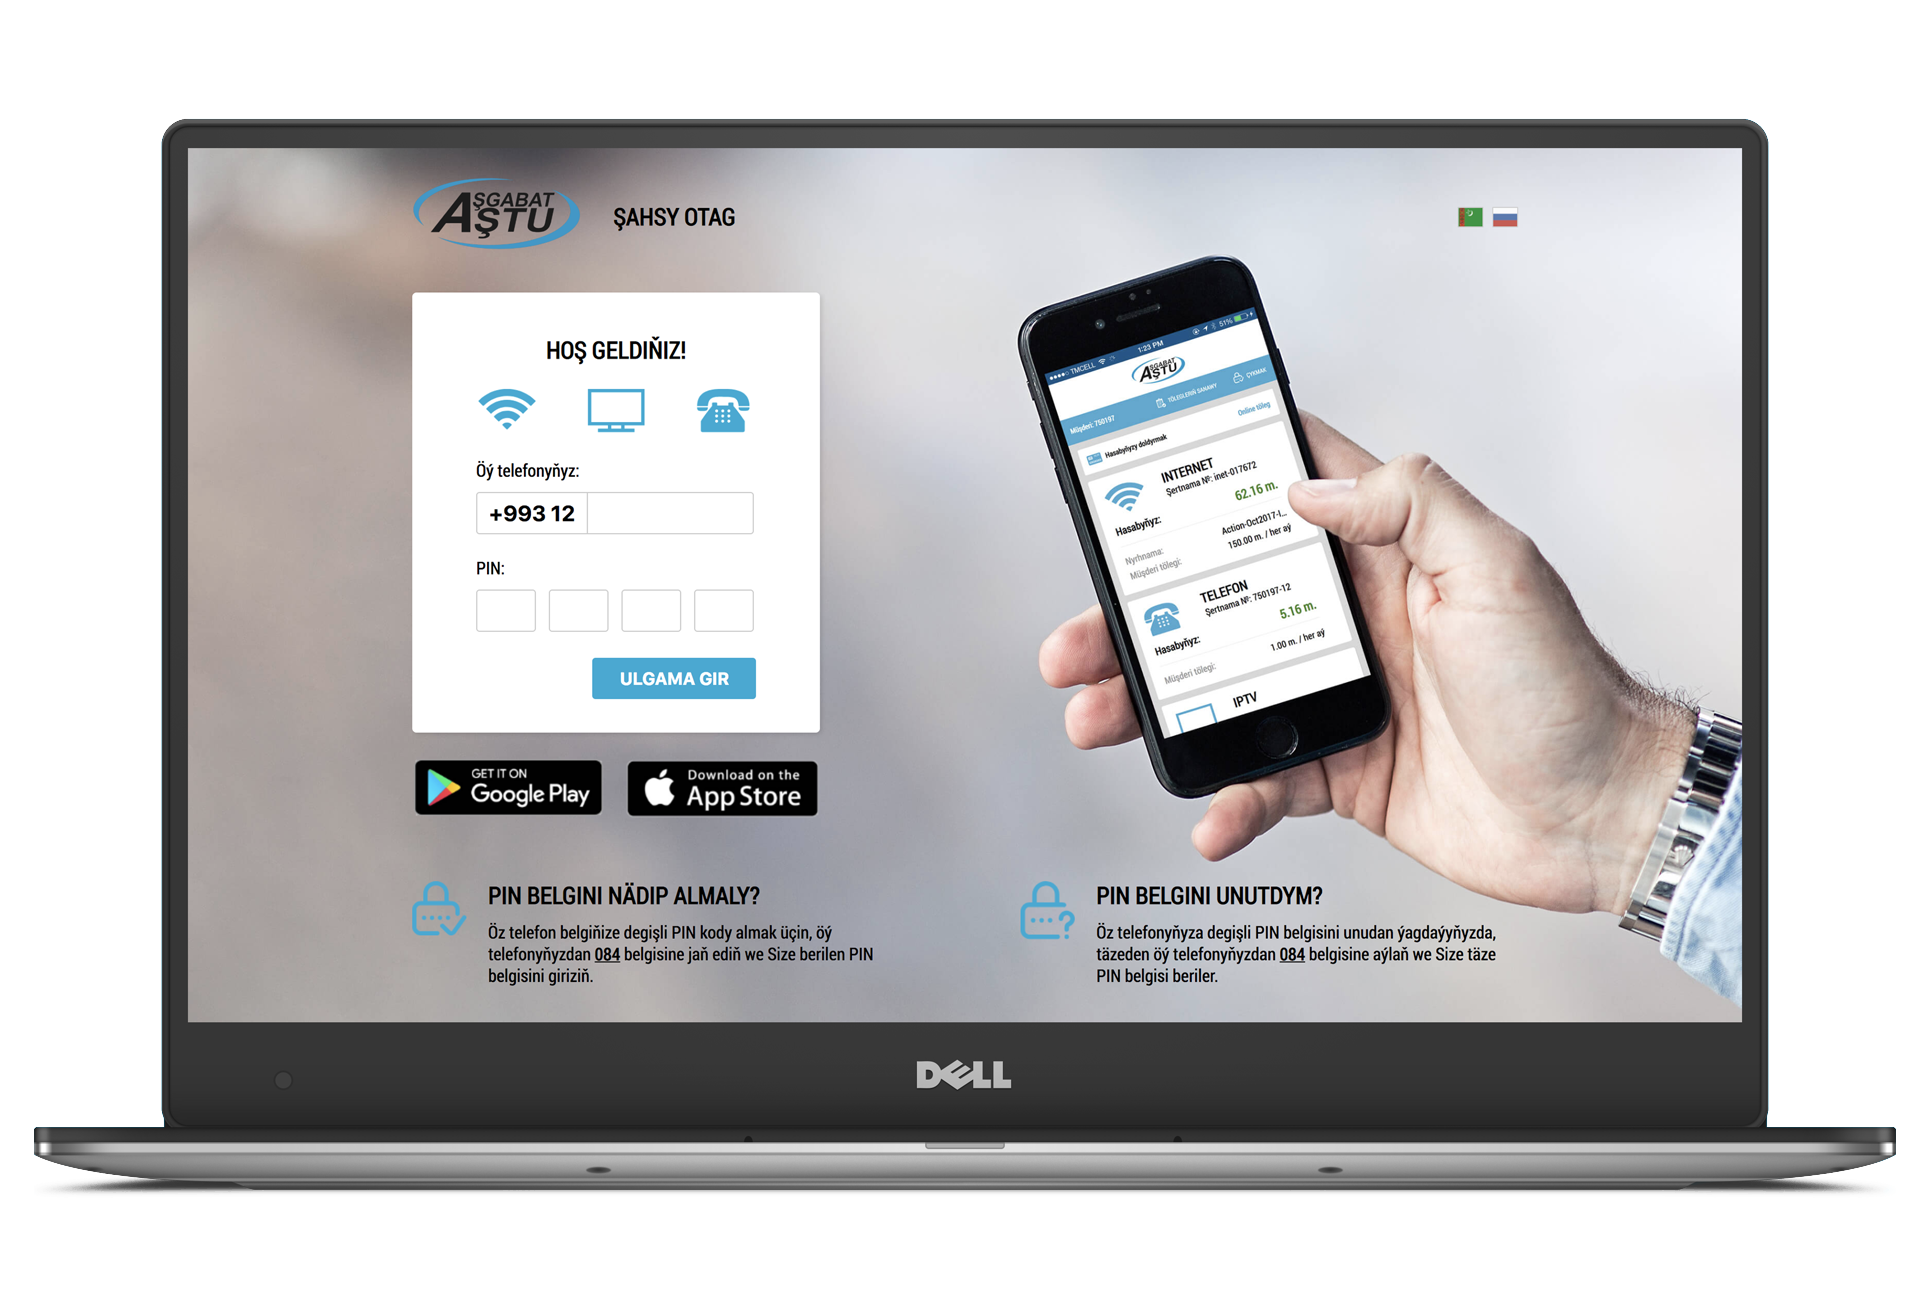 AŞGABAT
AŞTU
ŞAHSY OTAG
HOŞ GELDIŇIZ!
Öý telefonyňyz:
+993 12
PIN:
ULGAMA GIR
GET IT ON
Google Play
Download on the
App Store
TMCELL
1:23 PM
51%
AŞGABAT
AŞTU
Müşderi: 750197
TÖLEGLERIŇ SANAWY
ÇYKMAK
Hasabyňyzy doldyrmak
Online töleg
INTERNET
Şertnama №: inet-017672
Hasabyňyz:
62.16 m.
Nyrhnama:
Action-Oct2017-I...
Müşderi tölegi:
150.00 m. / her aý
TELEFON
Şertnama №: 750197-12
Hasabyňyz:
5.16 m.
Müşderi tölegi:
1.00 m. / her aý
IPTV
PIN BELGINI NÄDIP ALMALY?
Öz telefon belgiňize degişli PIN kody almak üçin, öý
telefonyňyzdan 084 belgisine jaň ediň we Size berilen PIN
belgisini giriziň.
PIN BELGINI UNUTDYM?
Öz telefonyňyza degişli PIN belgisini unudan ýagdaýyňyzda,
täzeden öý telefonyňyzdan 084 belgisine aýlaň we Size täze
PIN belgisi beriler.
DELL